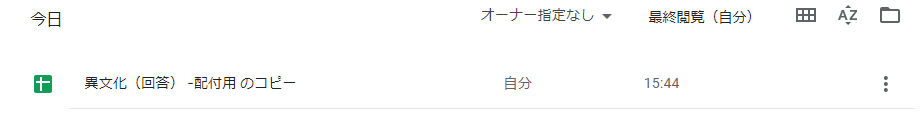 今日 オーナー指定なし 最終閲覧（自分） AZ
異文化（回答） -配付用 のコピー 自分 15:44